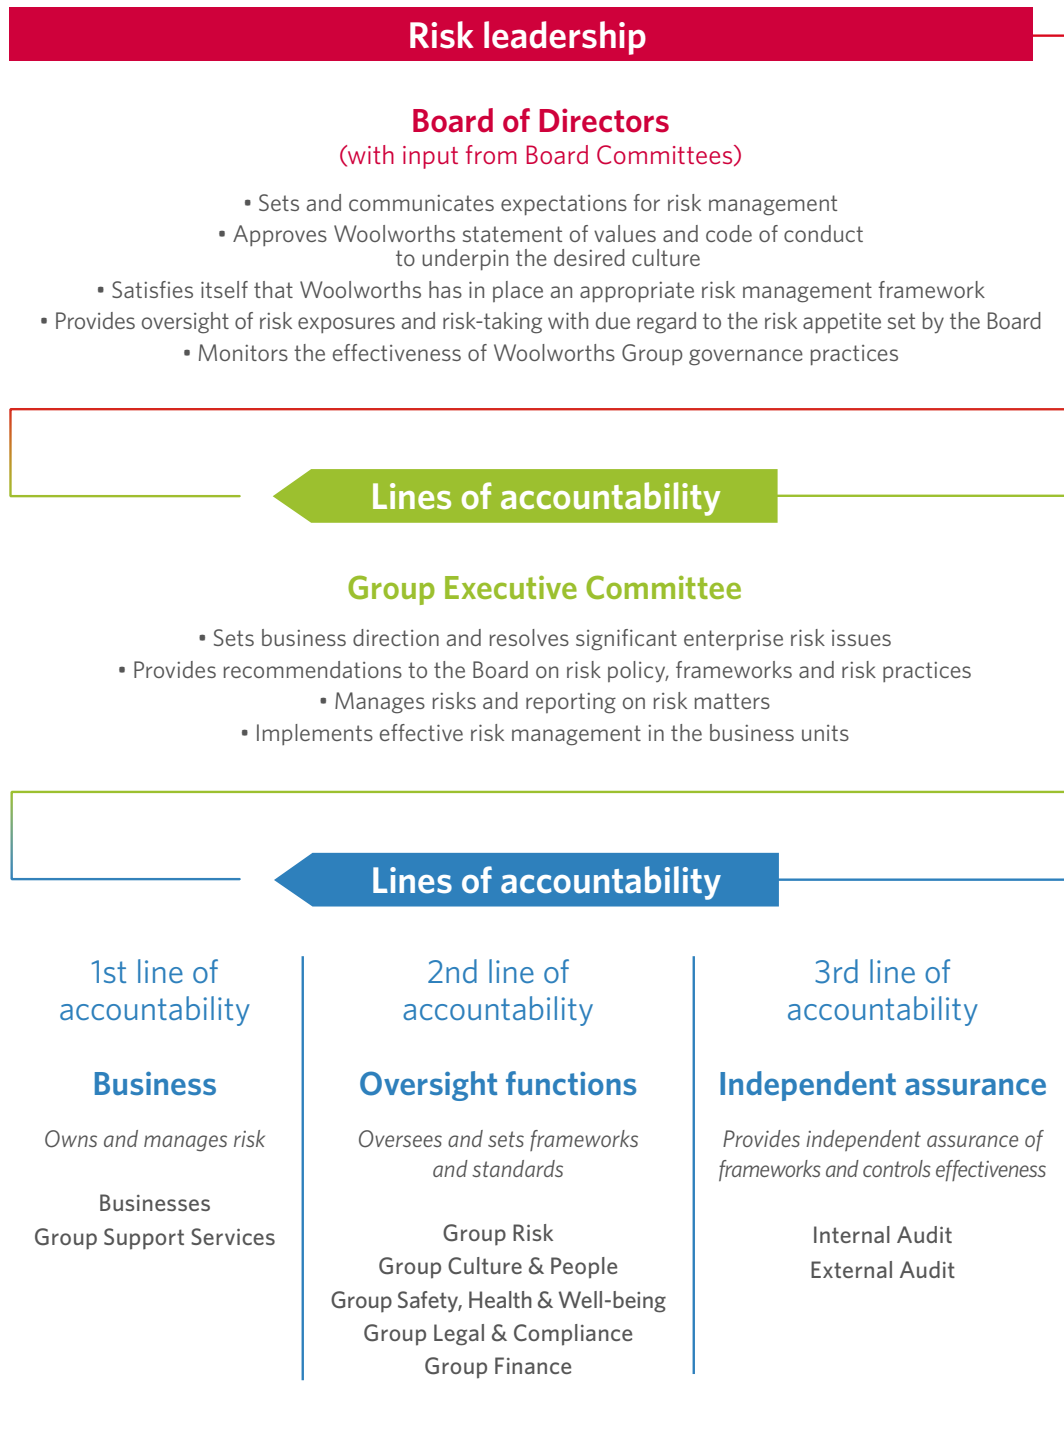 Risk leadership
Board of Directors
(with input from Board Committees)
• Sets and communicates expectations for risk management
• Approves Woolworths statement of values and code of conduct
to underpin the desired culture
• Satisfies itself that Woolworths has in place an appropriate risk management framework
• Provides oversight of risk exposures and risk-taking with due regard to the risk appetite set by the Board
• Monitors the effectiveness of Woolworths Group governance practices
Lines of accountability
Group Executive Committee
• Sets business direction and resolves significant enterprise risk issues
• Provides recommendations to the Board on risk policy, frameworks and risk practices
• Manages risks and reporting on risk matters
• Implements effective risk management in the business units
Lines of accountability
1st line of
accountability
Business
Owns and manages risk
Businesses
Group Support Services
2nd line of
accountability
Oversight functions
Oversees and sets frameworks
and standards
Group Risk
Group Culture & People
Group Safety, Health & Well-being
Group Legal & Compliance
Group Finance
3rd line of
accountability
Independent assurance
Provides independent assurance of
frameworks and controls effectiveness
Internal Audit
External Audit